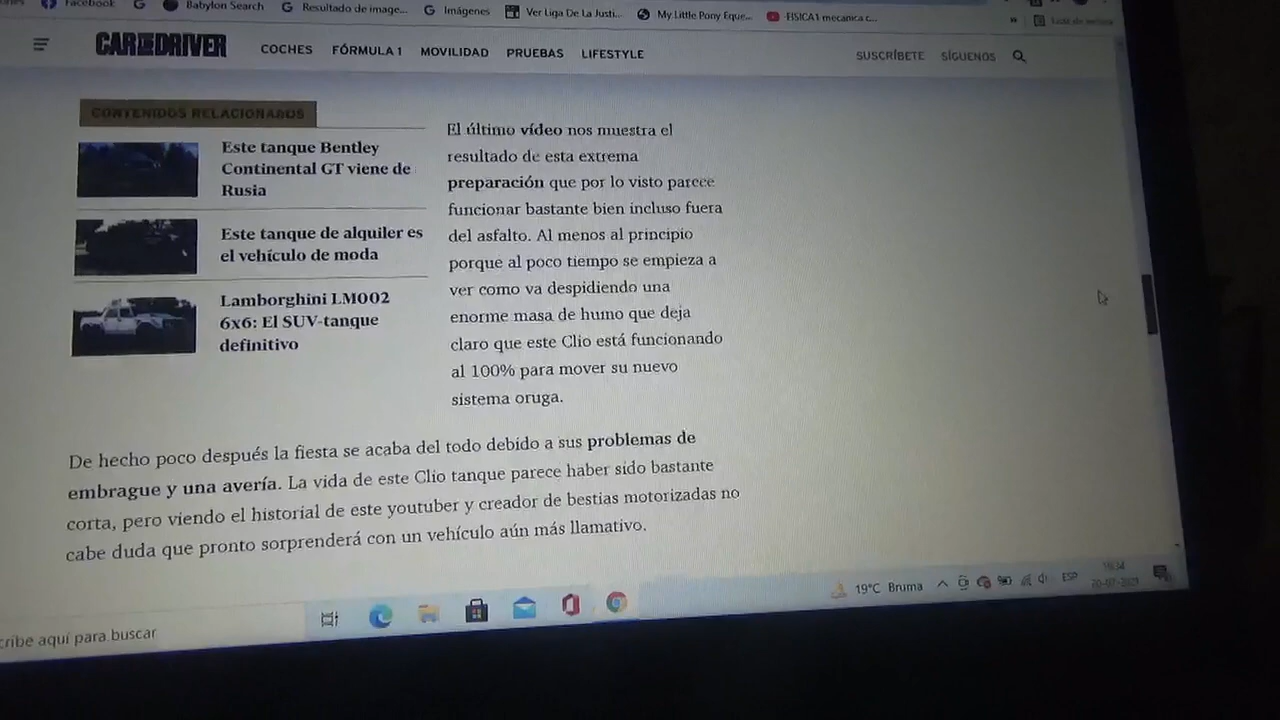 Facebook
Babylon Search
Resultado de image...
Imágenes
Ver Liga De La Justi...
My Little Pony Eque...
FISICA1 mecanica c...
»
CAR AND DRIVER
COCHES
FÓRMULA 1
MOVILIDAD
PRUEBAS
LIFESTYLE
SUSCRÍBETE
SÍGUENOS
CONTENIDOS RELACIONADOS
Este tanque Bentley
Continental GT viene de
Rusia
Este tanque de alquiler es
el vehículo de moda
Lamborghini LM002
6x6: El SUV-tanque
definitivo
El último vídeo nos muestra el
resultado de esta extrema
preparación que por lo visto parece
funcionar bastante bien incluso fuera
del asfalto. Al menos al principio
porque al poco tiempo se empieza a
ver como va despidiendo una
enorme masa de humo que deja
claro que este Clio está funcionando
al 100% para mover su nuevo
sistema oruga.
De hecho poco después la fiesta se acaba del todo debido a sus problemas de
embrague y una avería. La vida de este Clio tanque parece haber sido bastante
corta, pero viendo el historial de este youtuber y creador de bestias motorizadas no
cabe duda que pronto sorprenderá con un vehículo aún más llamativo.
cribe aquí para buscar
19°C Bruma
ESP